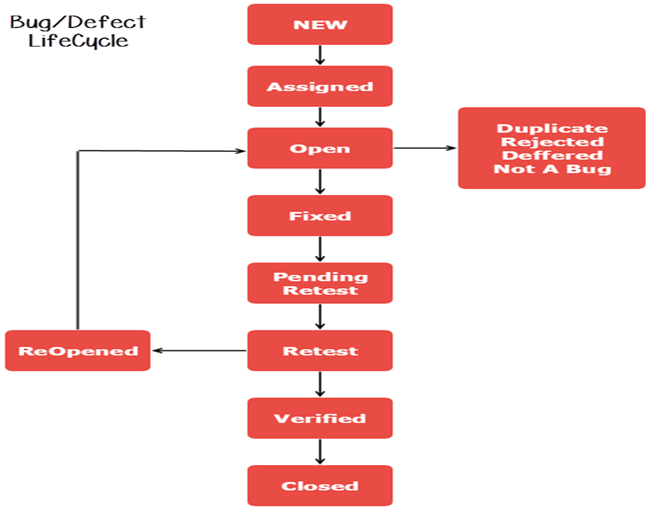 Bug/Defect
LifeCycle
NEW
Assigned
Open
Duplicate
Rejected
Deffered
Not A Bug
Fixed
Pending
Retest
ReOpened
Retest
Verified
Closed